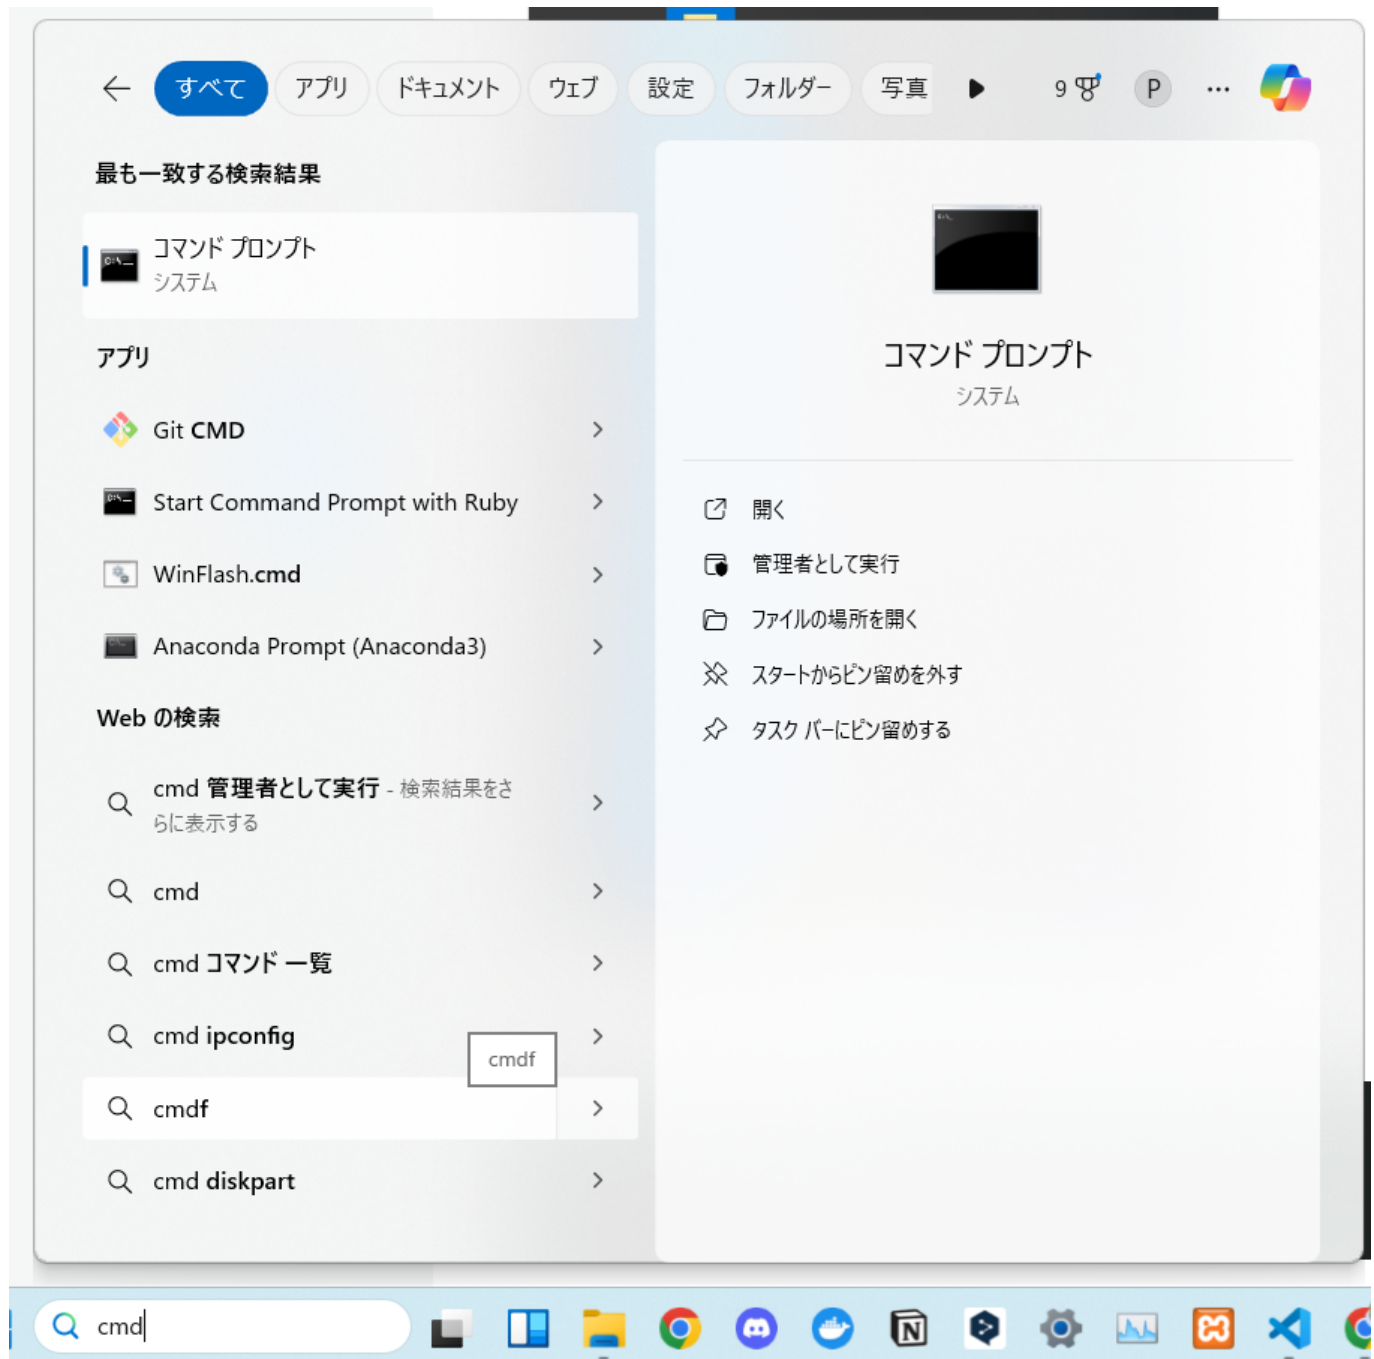 すべて
アプリ
ドキュメント
ウェブ
設定
フォルダー
写真
9
P
最も一致する検索結果
コマンド プロンプト
システム
アプリ
Git CMD
Start Command Prompt with Ruby
WinFlash.cmd
Anaconda Prompt (Anaconda3)
Web の検索
cmd 管理者として実行 - 検索結果をさ
らに表示する
cmd
cmd コマンド 一覧
cmd ipconfig
cmdf
cmdf
cmd diskpart
コマンド プロンプト
システム
開く
管理者として実行
ファイルの場所を開く
スタートからピン留めを外す
タスク バーにピン留めする
cmd